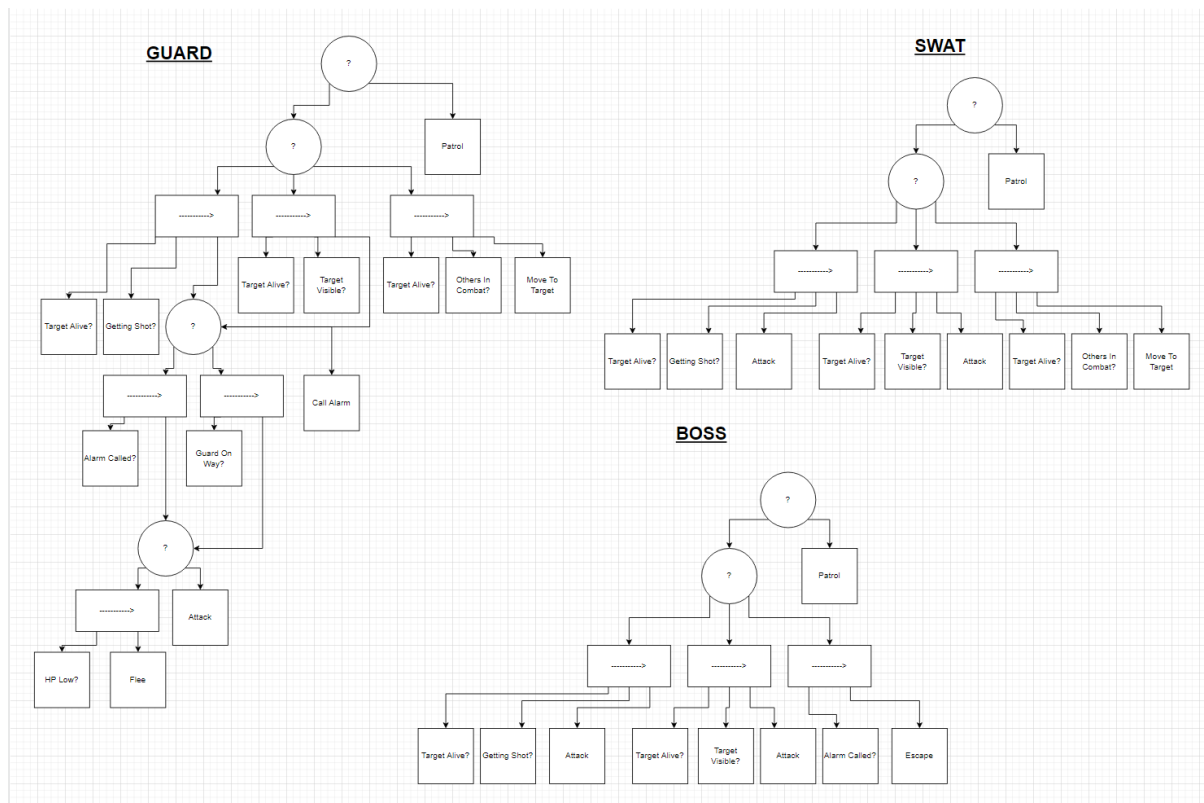 GUARD
?
?
Patrol
----------->
----------->
----------->
Target Alive?
Target
Visible?
Target Alive?
Others In
Combat?
Move To
Target
Target Alive?
Getting Shot?
?
----------->
----------->
Call Alarm
Alarm Called?
Guard On
Way?
?
----------->
Attack
HP Low?
Flee
SWAT
?
?
Patrol
----------->
----------->
----------->
Target Alive?
Getting Shot?
Attack
Target Alive?
Target
Visible?
Attack
Target Alive?
Others In
Combat?
Move To
Target
BOSS
?
?
Patrol
----------->
----------->
----------->
Target Alive?
Getting Shot?
Attack
Target Alive?
Target
Visible?
Attack
Alarm Called?
Escape